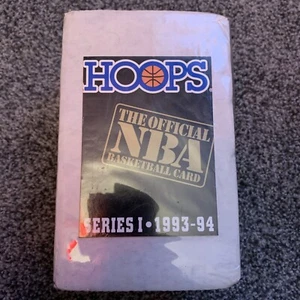 HOOPS
THE OFFICIAL
NBA
BASKETBALL CARD
SERIES I • 1993-94